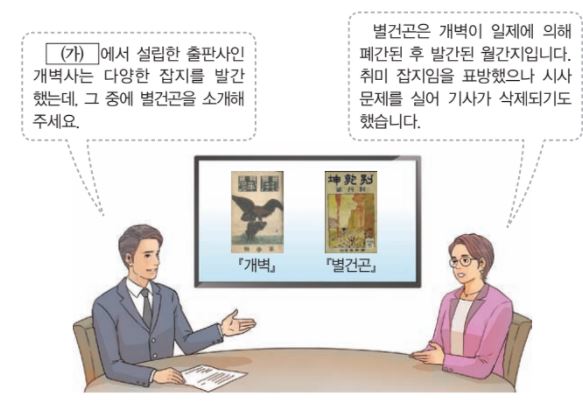 (가)에서 설립한 출판사인
개벽사는 다양한 잡지를 발간
했는데, 그 중에 별건곤을 소개해
주세요.
별건곤은 개벽이 일제에 의해
폐간된 후 발간된 월간지입니다.
취미 잡지임을 표방했으나 시사
문제를 실어 기사가 삭제되기도
했습니다.
坤乾別
『개벽』
『별건곤』